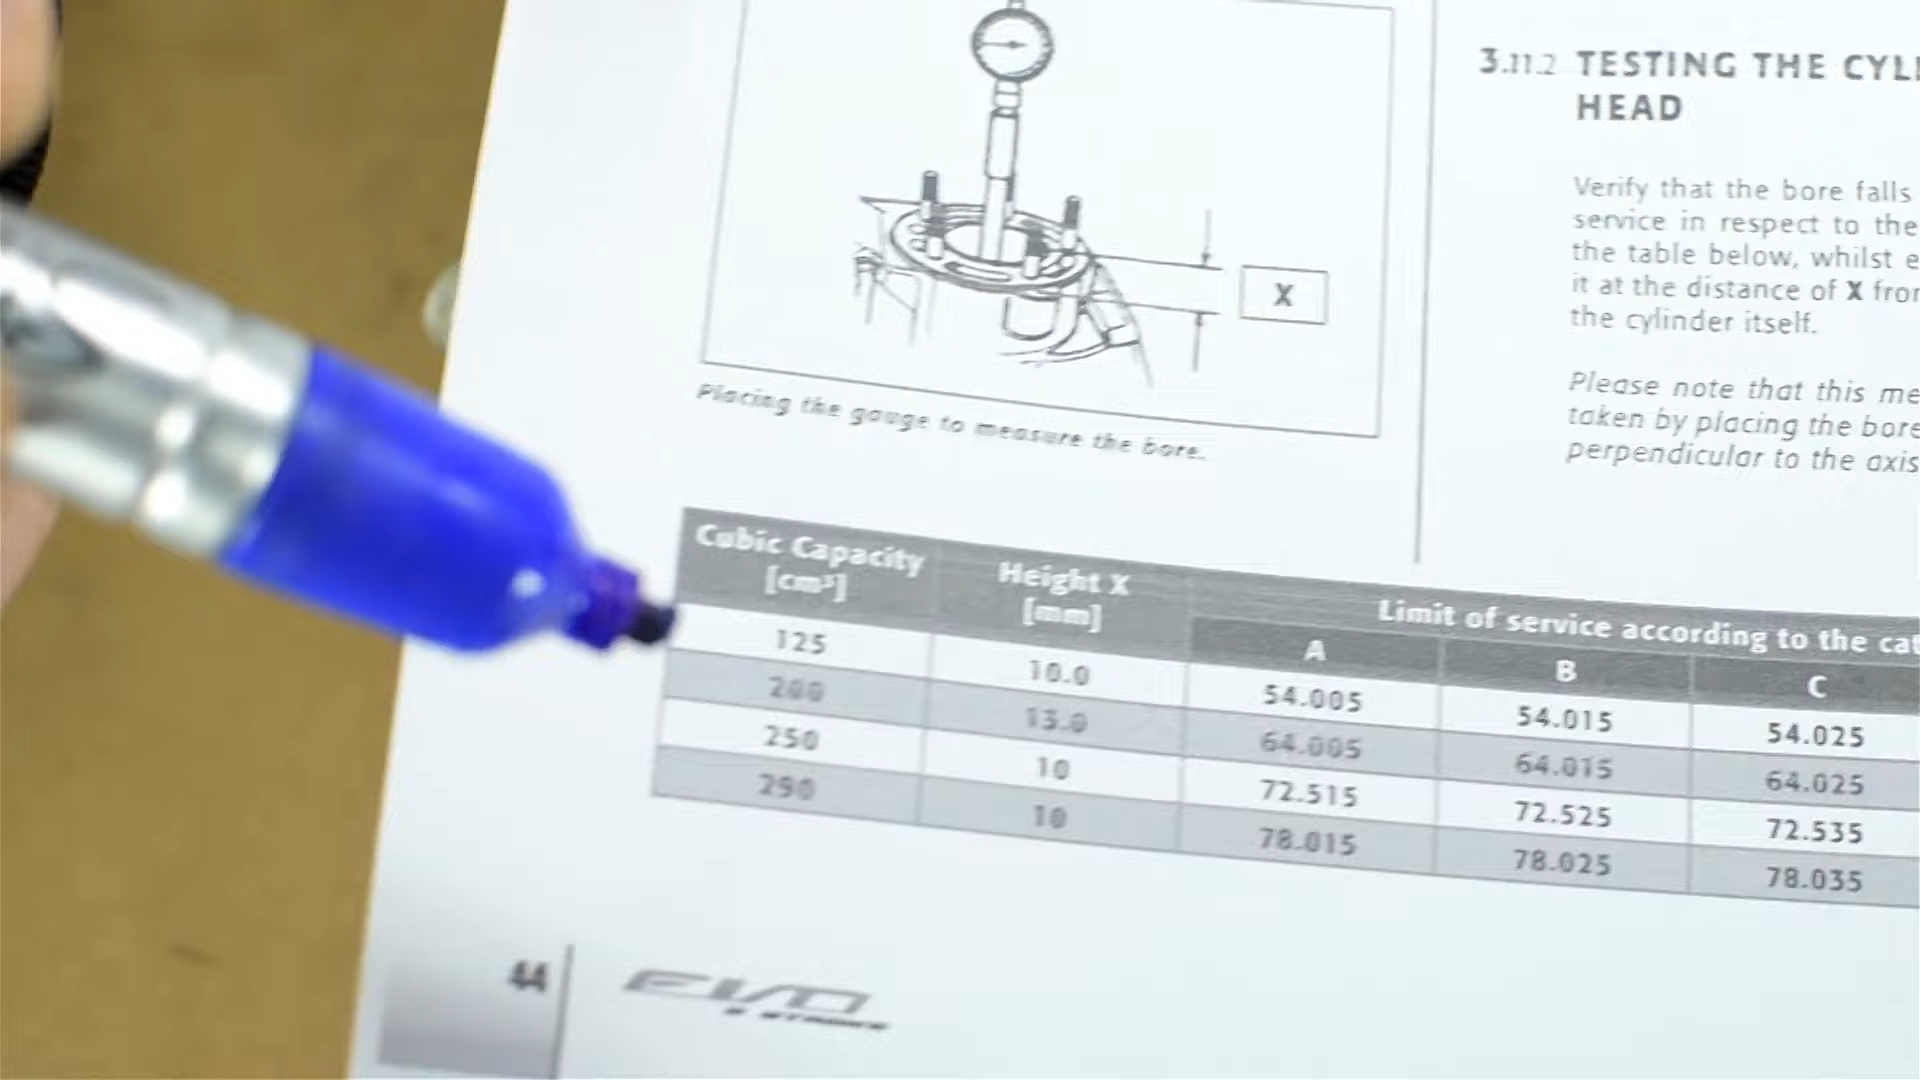 X
Placing the gauge to measure the bore.
3.11.2 TESTING THE CYL
HEAD
Verify that the bore falls
service in respect to the
the table below, whilst e
it at the distance of X from
the cylinder itself.
Please note that this me
taken by placing the bore
perpendicular to the axis
Cubic Capacity [cm³] Height X [mm] Limit of service according to the cat
A B C
125 10.0 54.005 54.015 54.025
200 15.0 64.005 64.015 64.025
250 10 72.515 72.525 72.535
290 10 78.015 78.025 78.035
44
EVO
2 STROKE